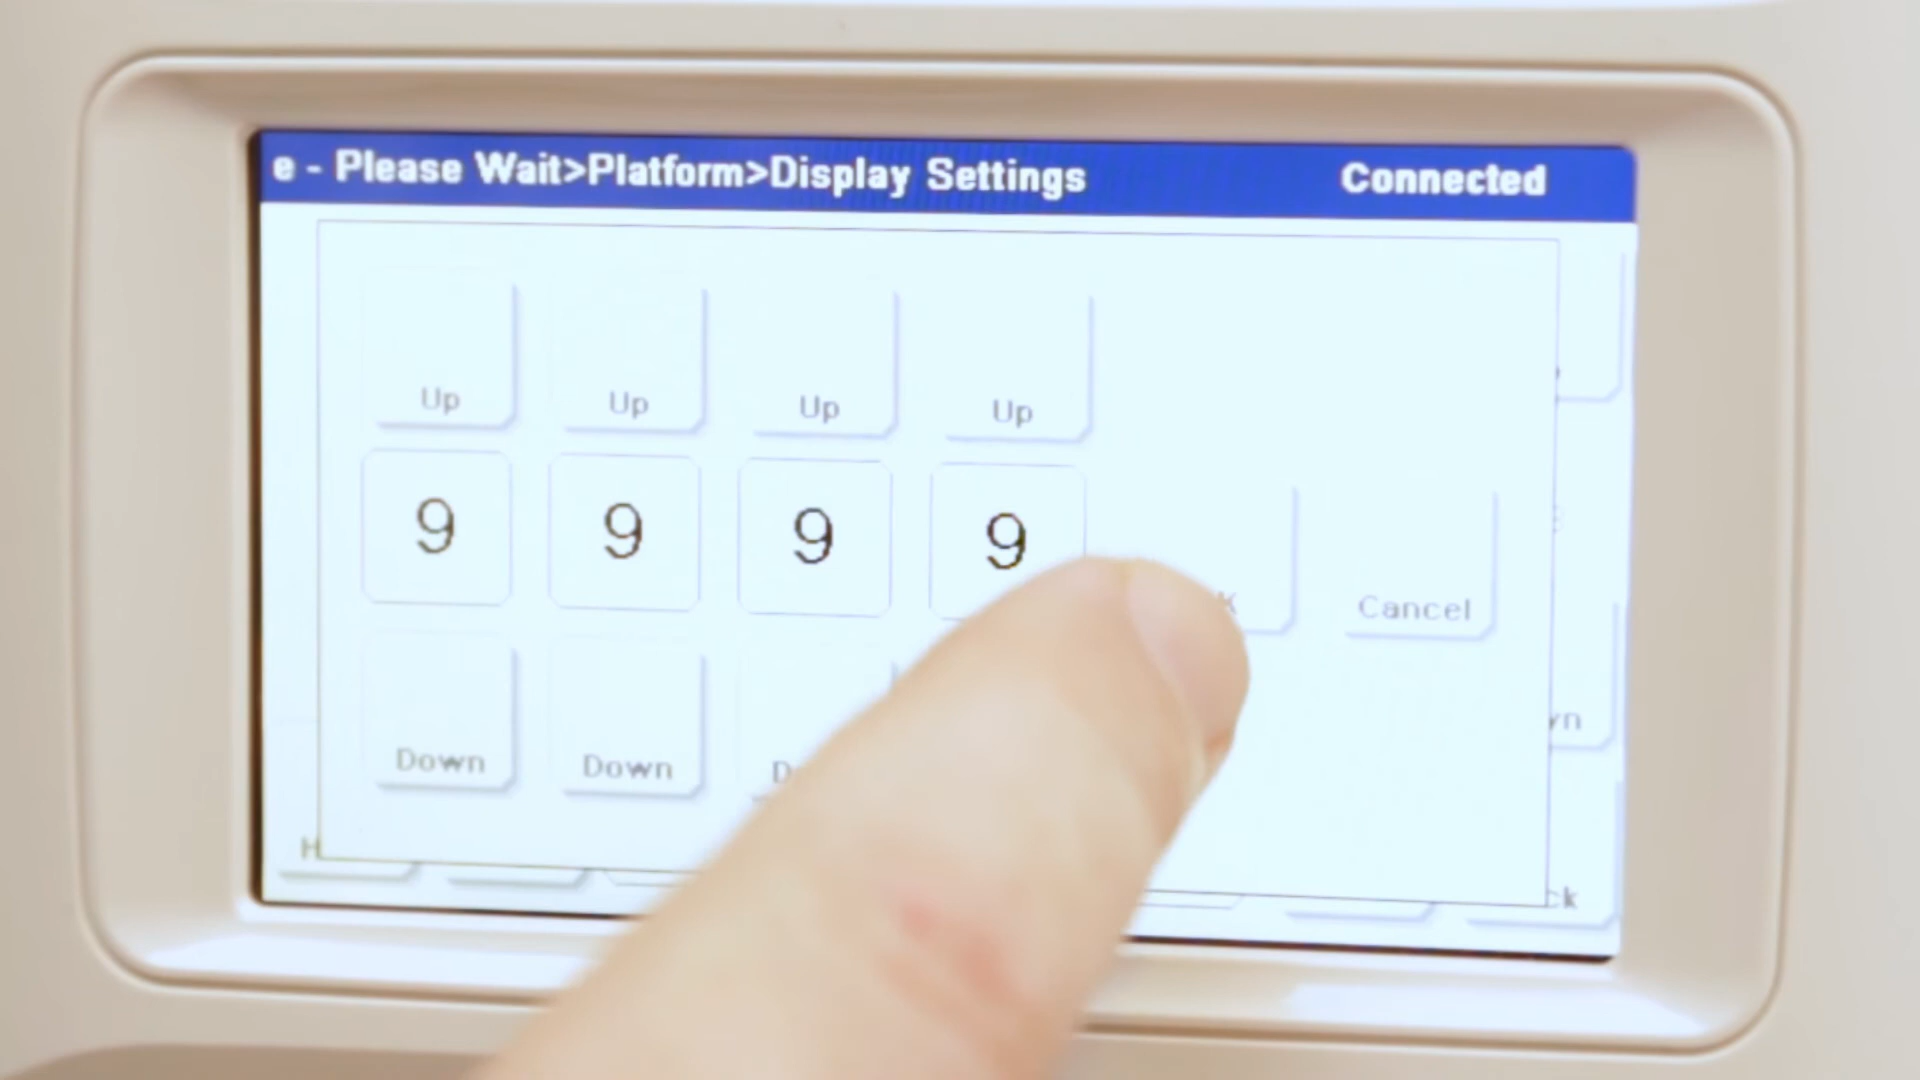 e - Please Wait>Platform>Display Settings Connected
Up Up Up Up
9 9 9 9
Cancel
Down Down